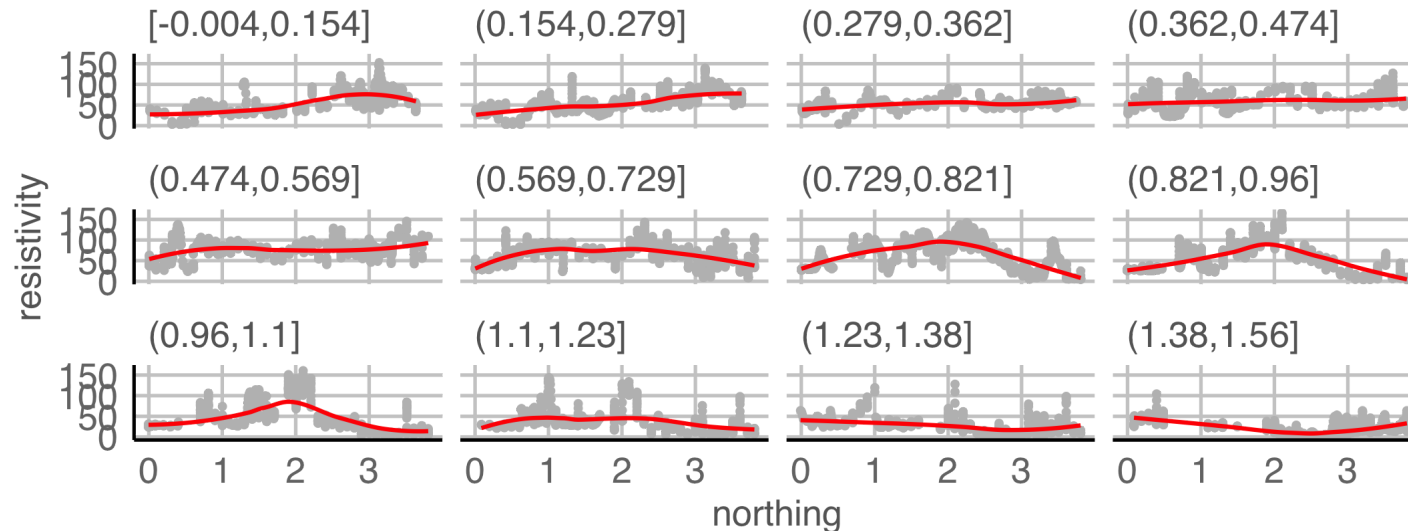 [-0.004,0.154] (0.154,0.279] (0.279,0.362] (0.362,0.474]
150
100
50
0
(0.474,0.569] (0.569,0.729] (0.729,0.821] (0.821,0.96]
150
100
50
0
resistivity
(0.96,1.1] (1.1,1.23] (1.23,1.38] (1.38,1.56]
150
100
50
0
0 1 2 3 0 1 2 3 0 1 2 3 0 1 2 3
northing